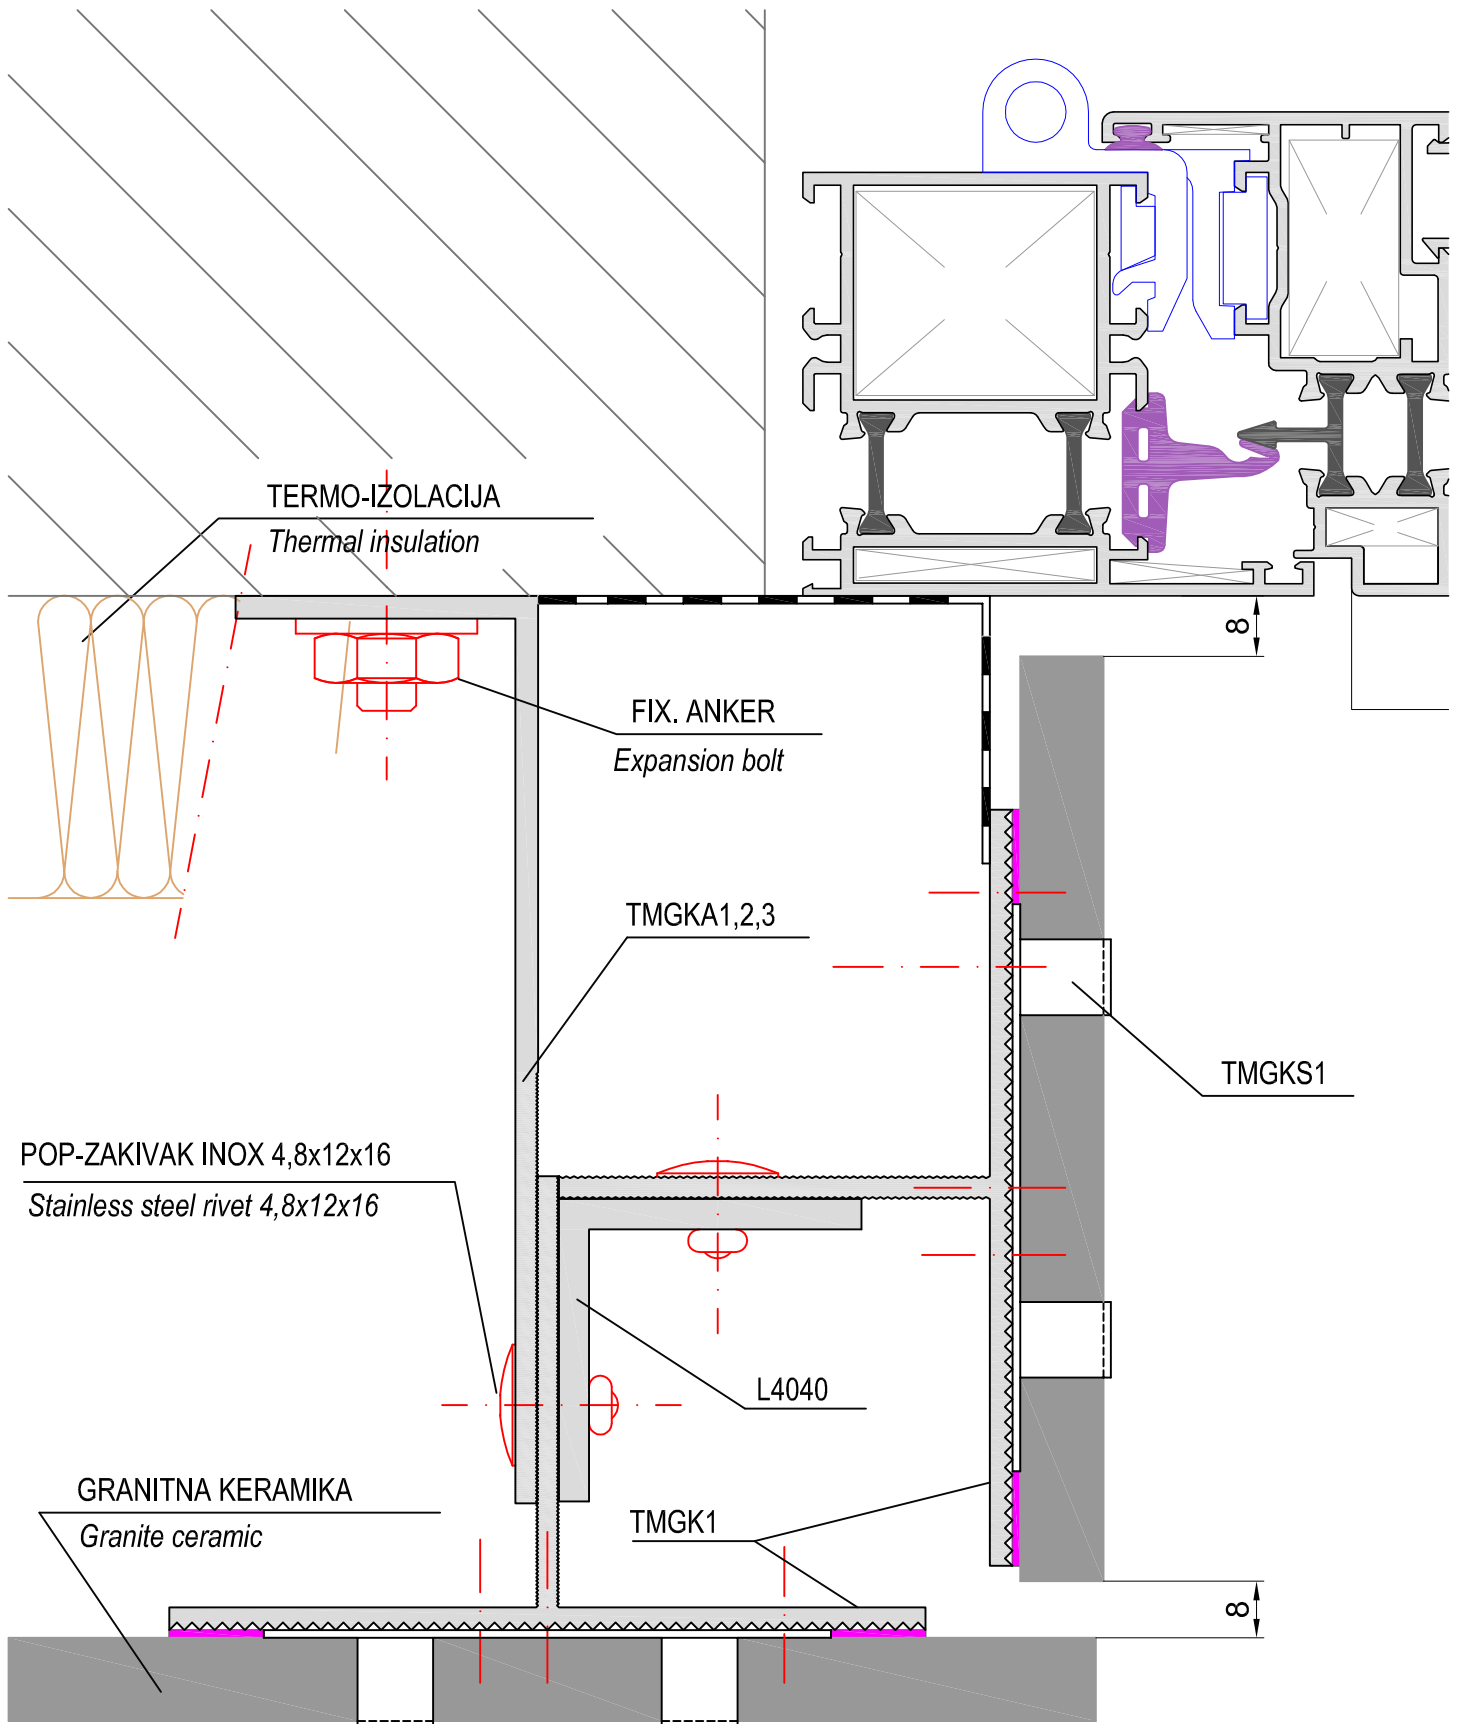 TERMO-IZOLACIJA
Thermal insulation
8
FIX. ANKER
Expansion bolt
TMGKA1,2,3
TMGKS1
POP-ZAKIVAK INOX 4,8x12x16
Stainless steel rivet 4,8x12x16
L4040
GRANITNA KERAMIKA
Granite ceramic
TMGK1
8